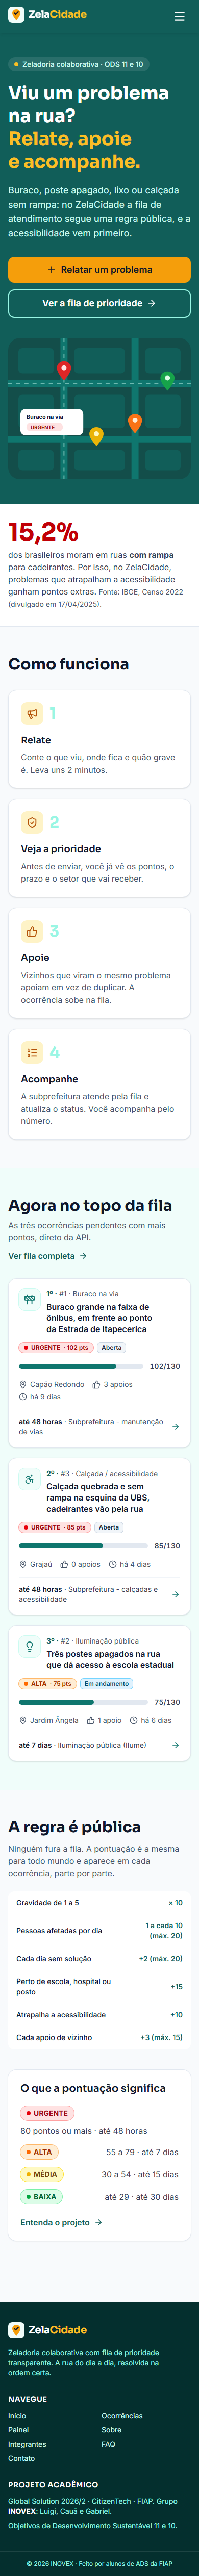 ZelaCidade
Zeladoria colaborativa · ODS 11 e 10
Viu um problema
na rua?
Relate, apoie
e acompanhe.
Buraco, poste apagado, lixo ou calçada
sem rampa: no ZelaCidade a fila de
atendimento segue uma regra pública, e a
acessibilidade vem primeiro.
Relatar um problema
Ver a fila de prioridade
Buraco na via
URGENTE
15,2%
dos brasileiros moram em ruas com rampa
para cadeirantes. Por isso, no ZelaCidade,
problemas que atrapalham a acessibilidade
ganham pontos extras. Fonte: IBGE, Censo 2022
(divulgado em 17/04/2025).
Como funciona
1
Relate
Conte o que viu, onde fica e quão grave
é. Leva uns 2 minutos.
2
Veja a prioridade
Antes de enviar, você já vê os pontos, o
prazo e o setor que vai receber.
3
Apoie
Vizinhos que viram o mesmo problema
apoiam em vez de duplicar. A
ocorrência sobe na fila.
4
Acompanhe
A subprefeitura atende pela fila e
atualiza o status. Você acompanha pelo
número.
Agora no topo da fila
As três ocorrências pendentes com mais
pontos, direto da API.
Ver fila completa
1º · #1 · Buraco na via
Buraco grande na faixa de
ônibus, em frente ao ponto
da Estrada de Itapecerica
URGENTE · 102 pts Aberta
102/130
Capão Redondo 3 apoios
há 9 dias
até 48 horas · Subprefeitura - manutenção
de vias
2º · #3 · Calçada / acessibilidade
Calçada quebrada e sem
rampa na esquina da UBS,
cadeirantes vão pela rua
URGENTE · 85 pts Aberta
85/130
Grajaú 0 apoios há 4 dias
até 48 horas · Subprefeitura - calçadas e
acessibilidade
3º · #2 · Iluminação pública
Três postes apagados na rua
que dá acesso à escola estadual
ALTA · 75 pts Em andamento
75/130
Jardim Ângela 1 apoio há 6 dias
até 7 dias · Iluminação pública (Ilume)
A regra é pública
Ninguém fura a fila. A pontuação é a mesma
para todo mundo e aparece em cada
ocorrência, parte por parte.
Gravidade de 1 a 5 × 10
Pessoas afetadas por dia 1 a cada 10
(máx. 20)
Cada dia sem solução +2 (máx. 20)
Perto de escola, hospital ou
posto +15
Atrapalha a acessibilidade +10
Cada apoio de vizinho +3 (máx. 15)
O que a pontuação significa
URGENTE
80 pontos ou mais · até 48 horas
ALTA 55 a 79 · até 7 dias
MÉDIA 30 a 54 · até 15 dias
BAIXA até 29 · até 30 dias
Entenda o projeto
ZelaCidade
Zeladoria colaborativa com fila de prioridade
transparente. A rua do dia a dia, resolvida na
ordem certa.
NAVEGUE
Início Ocorrências
Painel Sobre
Integrantes FAQ
Contato
PROJETO ACADÊMICO
Global Solution 2026/2 · CitizenTech · FIAP. Grupo
INOVEX: Luigi, Cauã e Gabriel.
Objetivos de Desenvolvimento Sustentável 11 e 10.
© 2026 INOVEX · Feito por alunos de ADS da FIAP